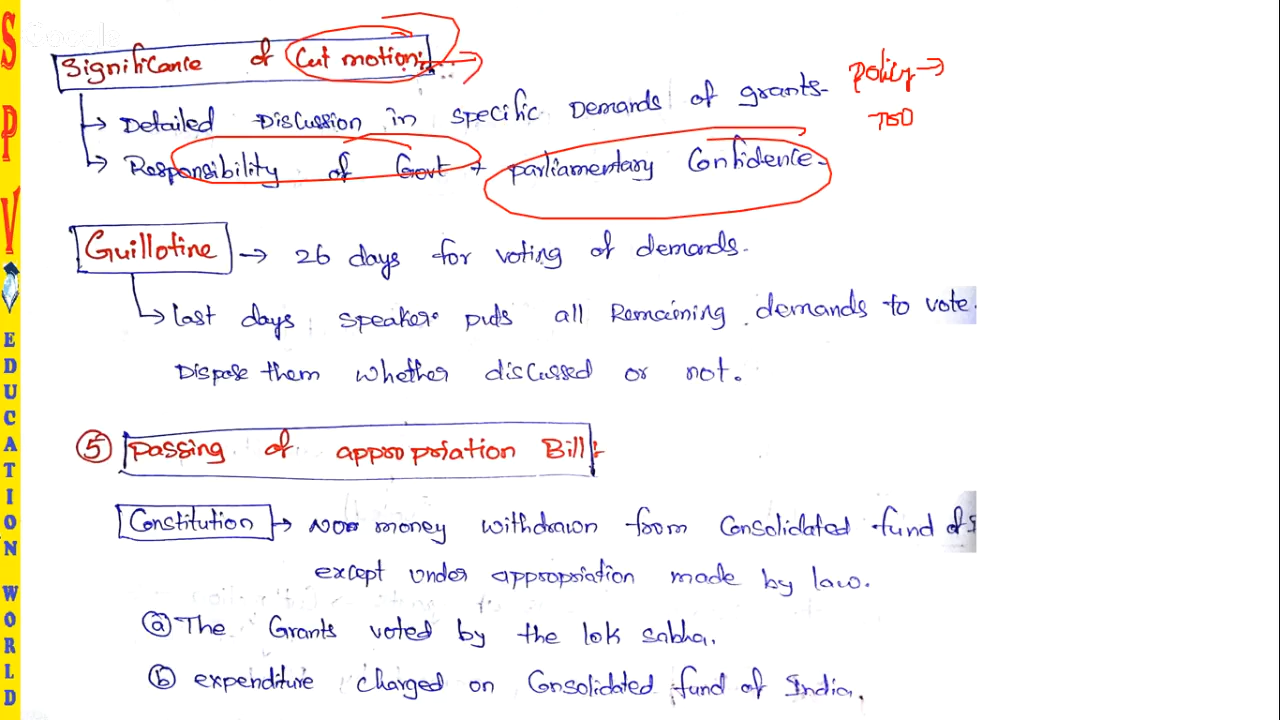 SPV EDUCATION WORLD
Significance of Cut motion:
→ Detailed Discussion in specific Demands of grants.
policy →
→ Responsibility of Govt + parliamentary Confidence.
Guillotine → 26 days for voting of demands.
→ last days speaker puts all Remaining demands to vote.
Dispose them whether discussed or not.
⑤ passing of appropriation Bill:
Constitution → money withdrawn from Consolidated fund of
except under appropriation made by law.
ⓐ The Grants voted by the lok sabha.
ⓑ expenditure charged on Consolidated fund of India.